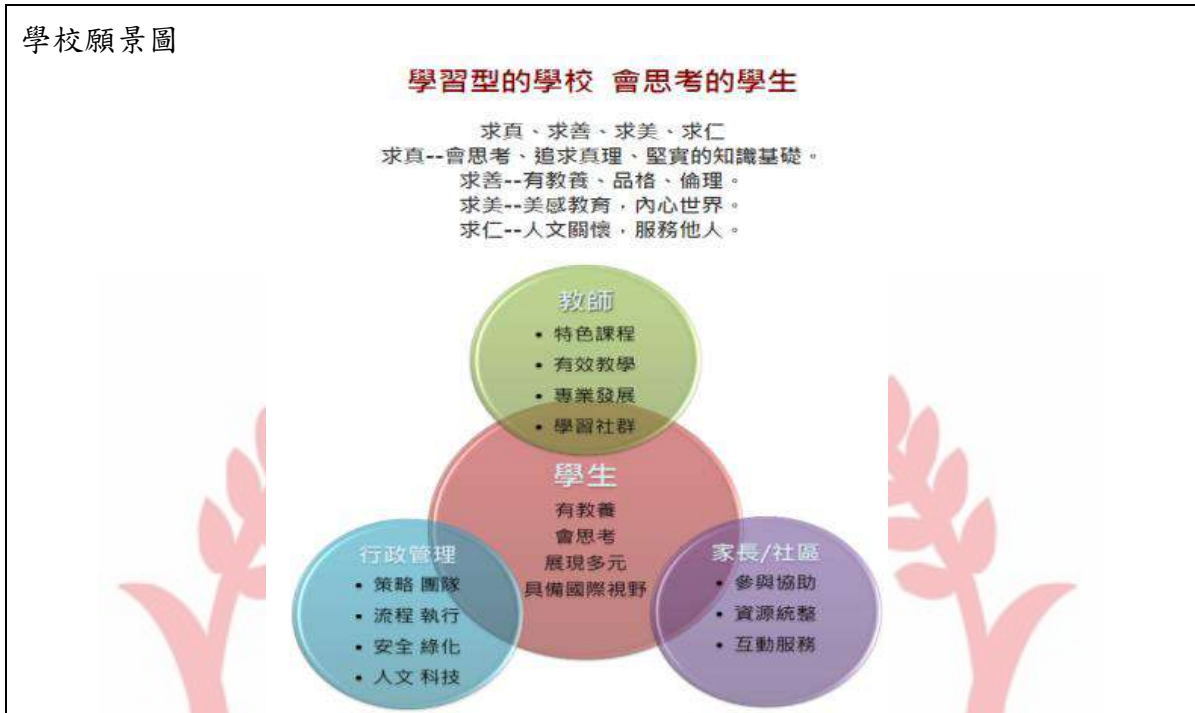 學校願景圖
學習型的學校 會思考的學生
求真、求善、求美、求仁
求真--會思考、追求真理、堅實的知識基礎。
求善--有教養、品格、倫理。
求美--美感教育，內心世界。
求仁--人文關懷，服務他人。
教師
• 特色課程
• 有效教學
• 專業發展
• 學習社群
學生
有教養
會思考
展現多元
具備國際視野
行政管理
• 策略 團隊
• 流程 執行
• 安全 綠化
• 人文 科技
家長/社區
• 參與協助
• 資源統整
• 互動服務